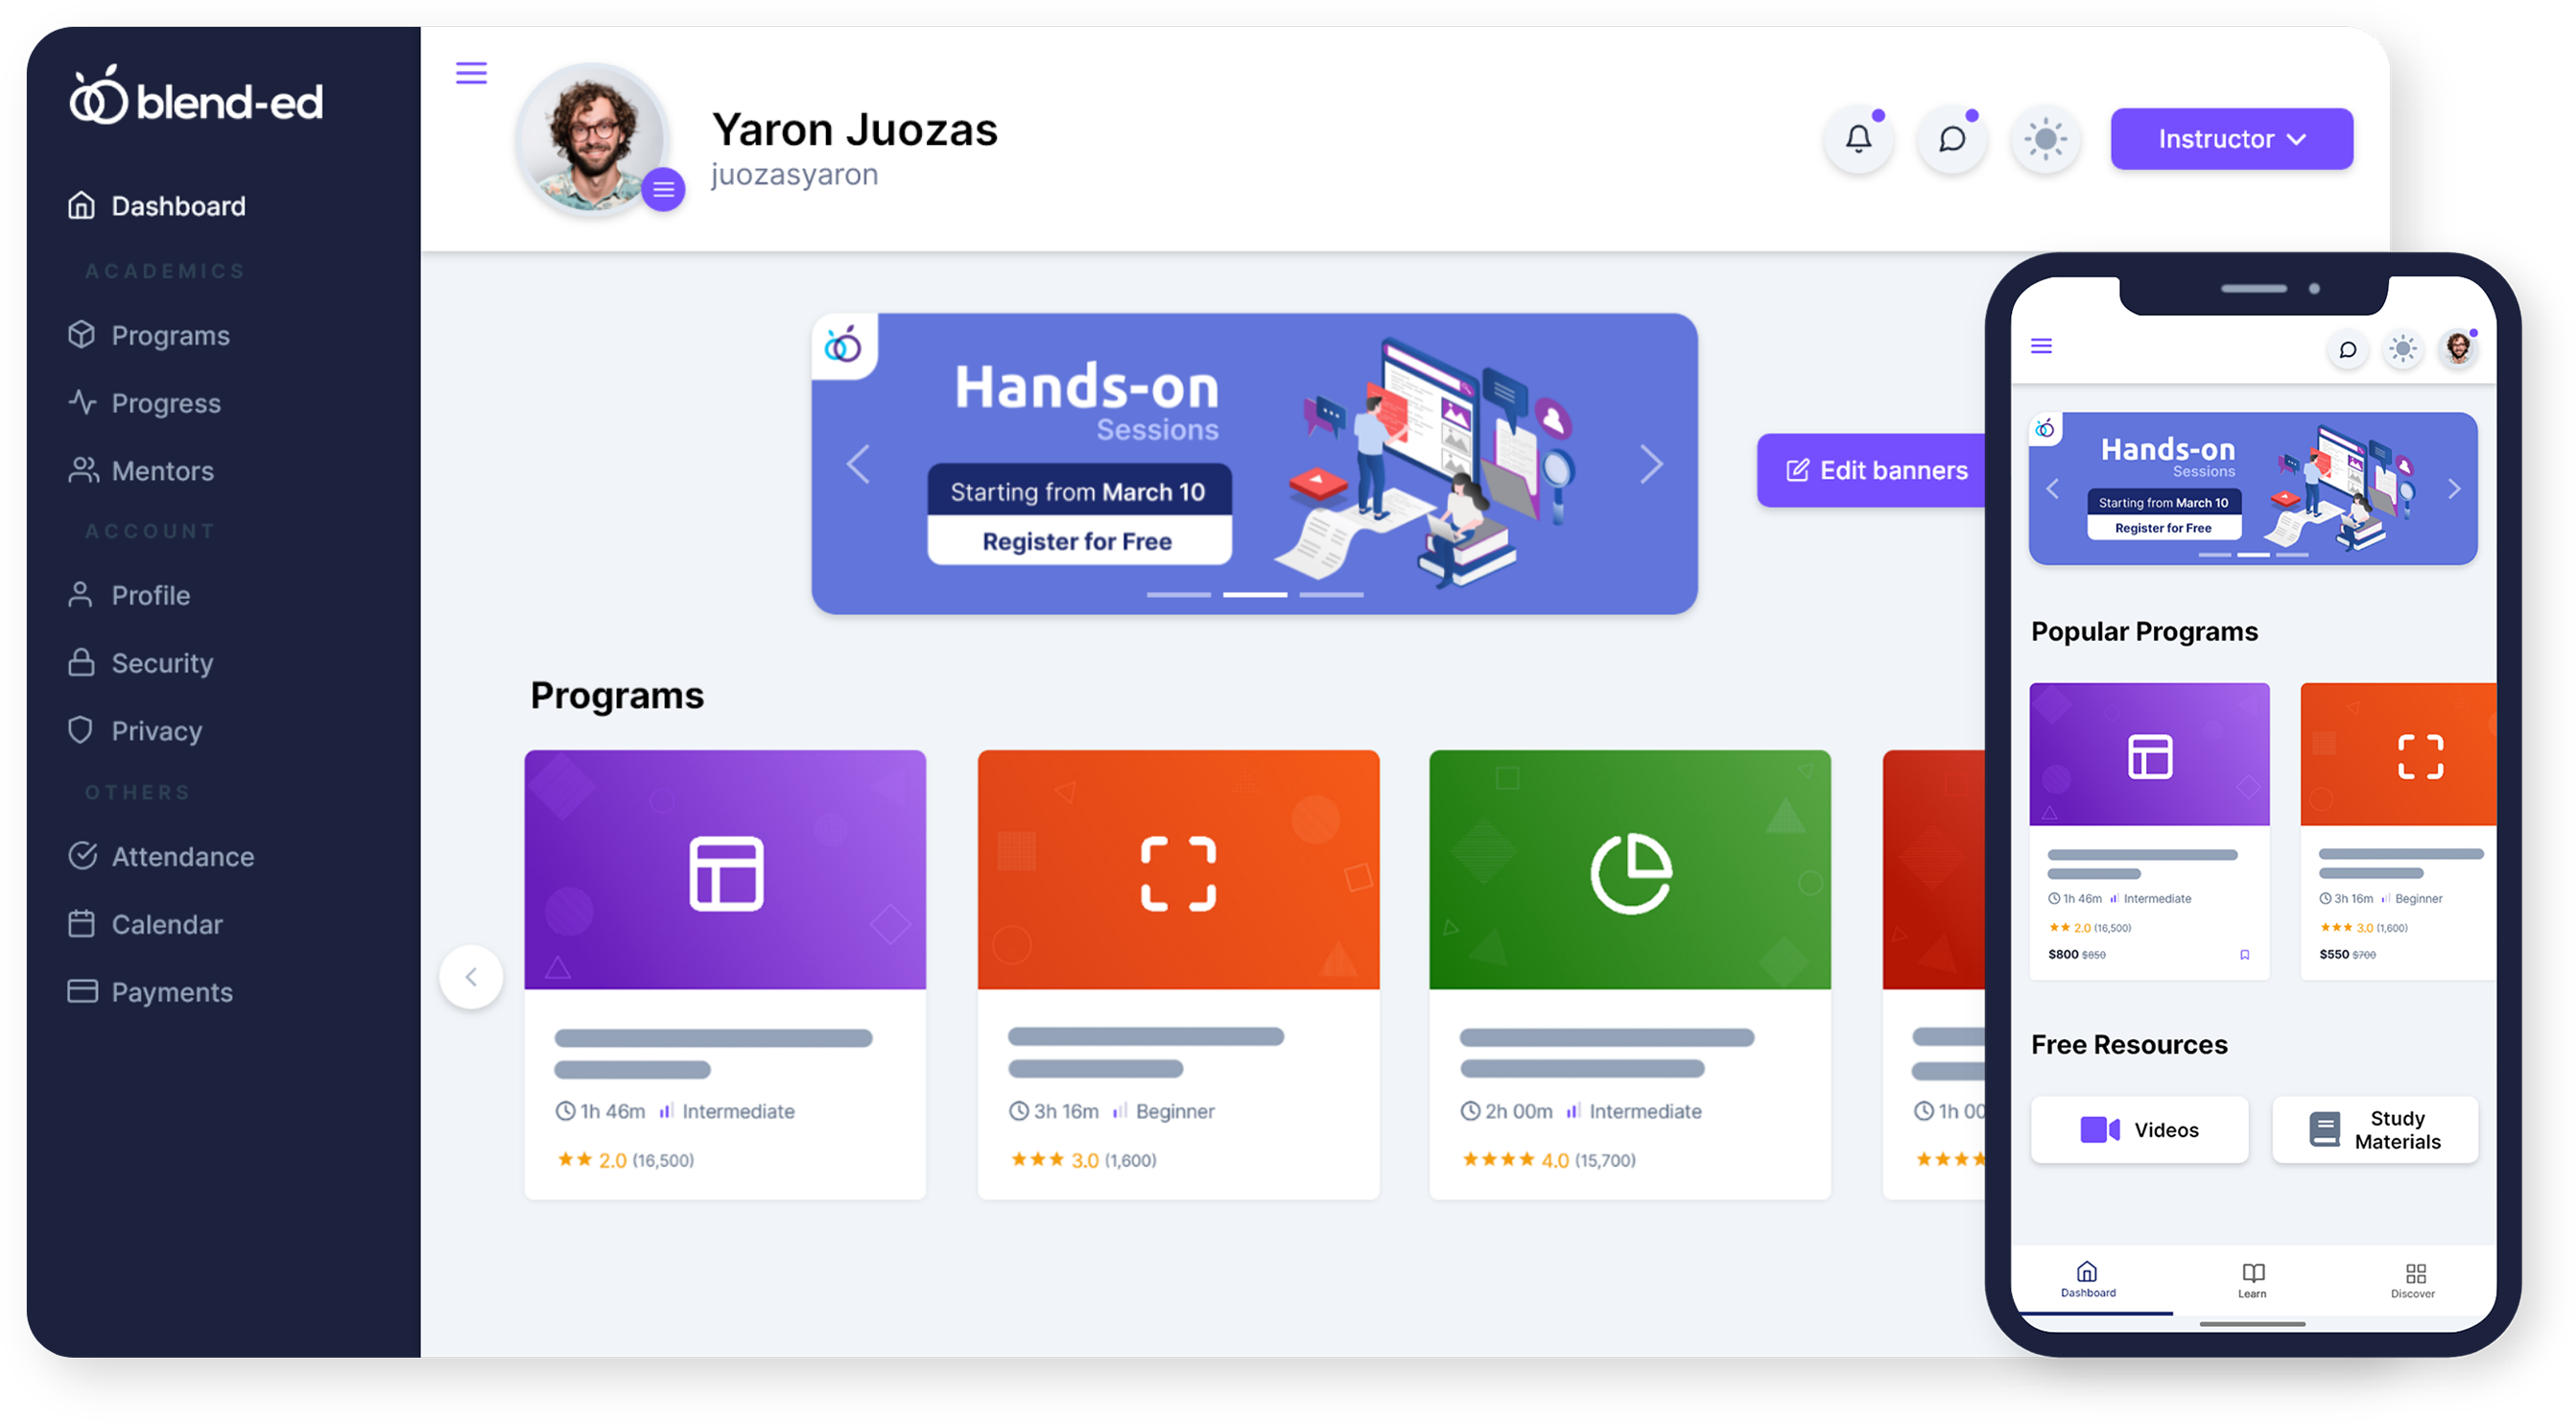 blend-ed
Dashboard
ACADEMICS
Programs
Progress
Mentors
ACCOUNT
Profile
Security
Privacy
OTHERS
Attendance
Calendar
Payments
Yaron Juozas
juozasyaron
Instructor
Hands-on
Sessions
Starting from March 10
Register for Free
Edit banners
Programs
1h 46m Intermediate
2.0 (16,500)
3h 16m Beginner
3.0 (1,600)
2h 00m Intermediate
4.0 (15,700)
1h 00
Hands-on
Sessions
Starting from March 10
Register for Free
Popular Programs
1h 46m Intermediate
2.0 (16,500)
$800 $850
3h 16m Beginner
3.0 (1,600)
$550 $700
Free Resources
Videos
Study
Materials
Dashboard
Learn
Discover